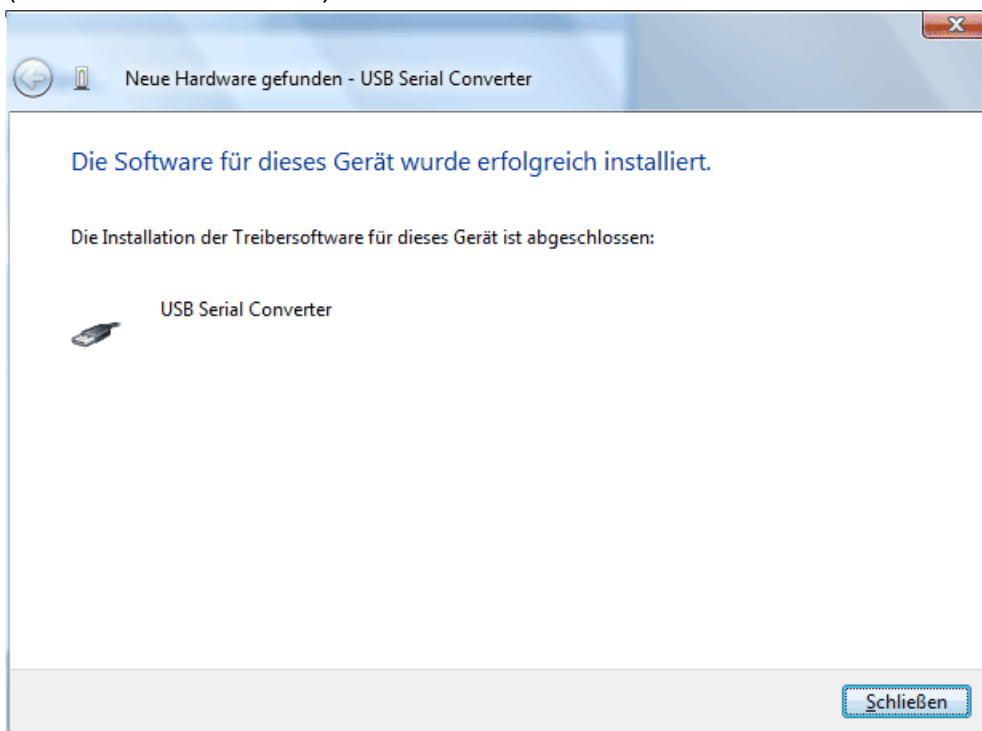 Neue Hardware gefunden - USB Serial Converter
Die Software für dieses Gerät wurde erfolgreich installiert.
Die Installation der Treibersoftware für dieses Gerät ist abgeschlossen:
USB Serial Converter
Schließen